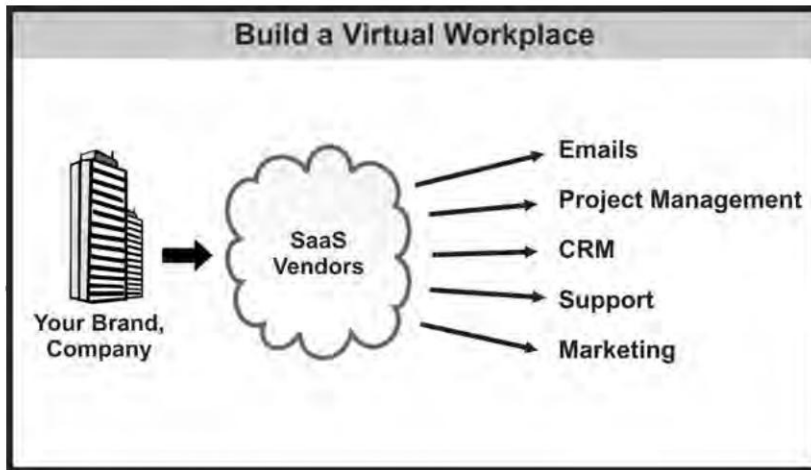 Build a Virtual Workplace
Your Brand,
Company
SaaS
Vendors
Emails
Project Management
CRM
Support
Marketing